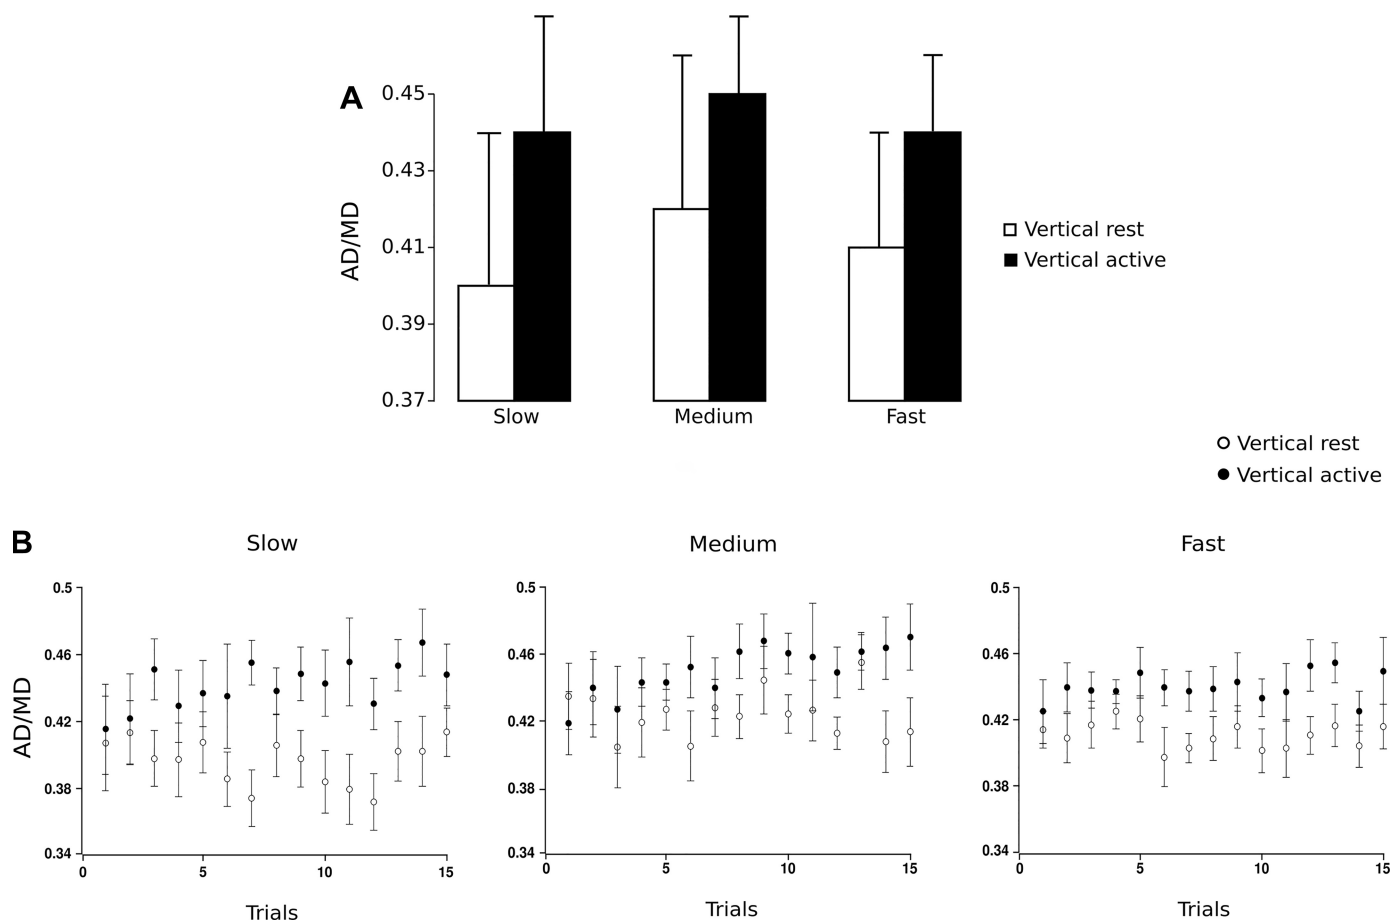 A
AD/MD
0.45
0.43
0.41
0.39
0.37
Slow
Medium
Fast
Vertical rest
Vertical active
Vertical rest
Vertical active
B
Slow
AD/MD
0.5
0.46
0.42
0.38
0.34
0
5
10
15
Trials
Medium
0.5
0.46
0.42
0.38
0.34
0
5
10
15
Trials
Fast
0.5
0.46
0.42
0.38
0.34
0
5
10
15
Trials